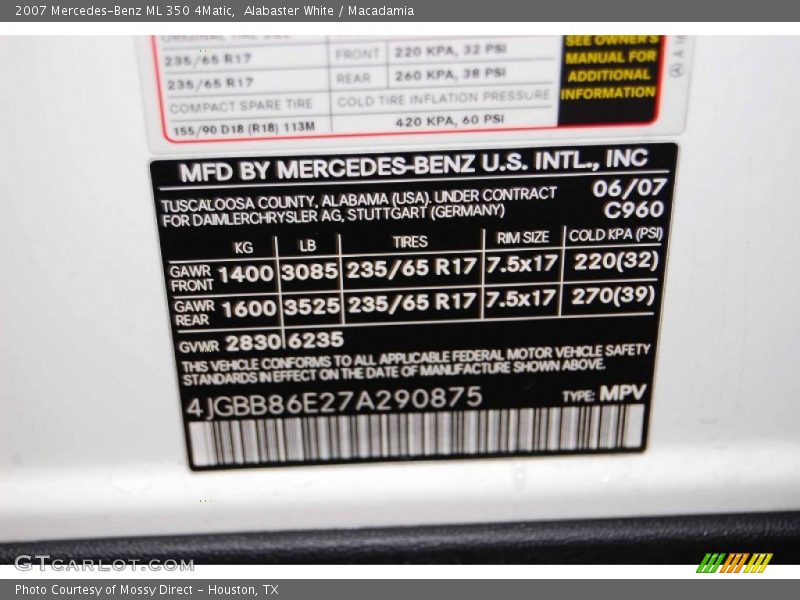 2007 Mercedes-Benz ML 350 4Matic,  Alabaster White / Macadamia
ORIGINAL TIRE SIZE
SEE OWNER'S
235/65 R17 FRONT 220 KPA, 32 PSI
MANUAL FOR
235/65 R17 REAR 260 KPA, 38 PSI
ADDITIONAL
COMPACT SPARE TIRE COLD TIRE INFLATION PRESSURE
INFORMATION
155/90 D18 (R18) 113M 420 KPA, 60 PSI
MFD BY MERCEDES-BENZ U.S. INTL., INC
TUSCALOOSA COUNTY, ALABAMA (USA). UNDER CONTRACT 06/07
FOR DAIMLERCHRYSLER AG, STUTTGART (GERMANY) C960
KG LB TIRES RIM SIZE COLD KPA (PSI)
GAWR FRONT 1400 3085 235/65 R17 7.5x17 220(32)
GAWR REAR 1600 3525 235/65 R17 7.5x17 270(39)
GVWR 2830 6235
THIS VEHICLE CONFORMS TO ALL APPLICABLE FEDERAL MOTOR VEHICLE SAFETY
STANDARDS IN EFFECT ON THE DATE OF MANUFACTURE SHOWN ABOVE.
4JGBB86E27A290875 TYPE: MPV
GTCARLOT.COM
Photo Courtesy of Mossy Direct - Houston, TX